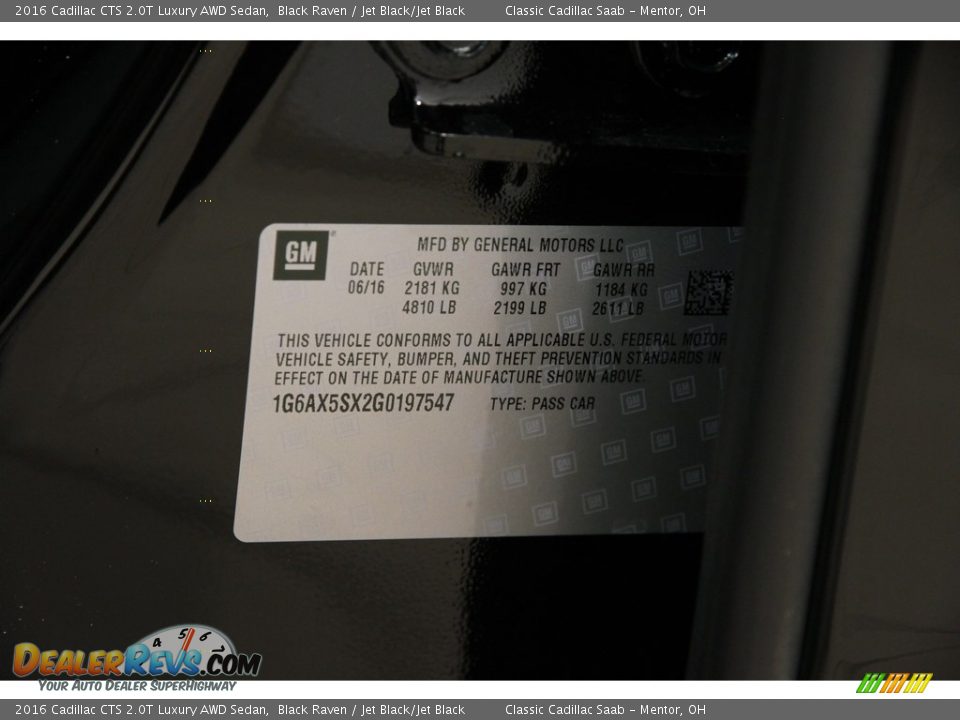 2016 Cadillac CTS 2.0T Luxury AWD Sedan, Black Raven / Jet Black/Jet Black Classic Cadillac Saab – Mentor, OH
GM
MFD BY GENERAL MOTORS LLC
DATE GVWR GAWR FRT GAWR RR
06/16 2181 KG 997 KG 1184 KG
4810 LB 2199 LB 2611 LB
THIS VEHICLE CONFORMS TO ALL APPLICABLE U.S. FEDERAL MOTOR
VEHICLE SAFETY, BUMPER, AND THEFT PREVENTION STANDARDS IN
EFFECT ON THE DATE OF MANUFACTURE SHOWN ABOVE.
1G6AX5SX2G0197547 TYPE: PASS CAR
4 5 6
DEALERREVS.COM
YOUR AUTO DEALER SUPERHIGHWAY
2016 Cadillac CTS 2.0T Luxury AWD Sedan, Black Raven / Jet Black/Jet Black Classic Cadillac Saab – Mentor, OH